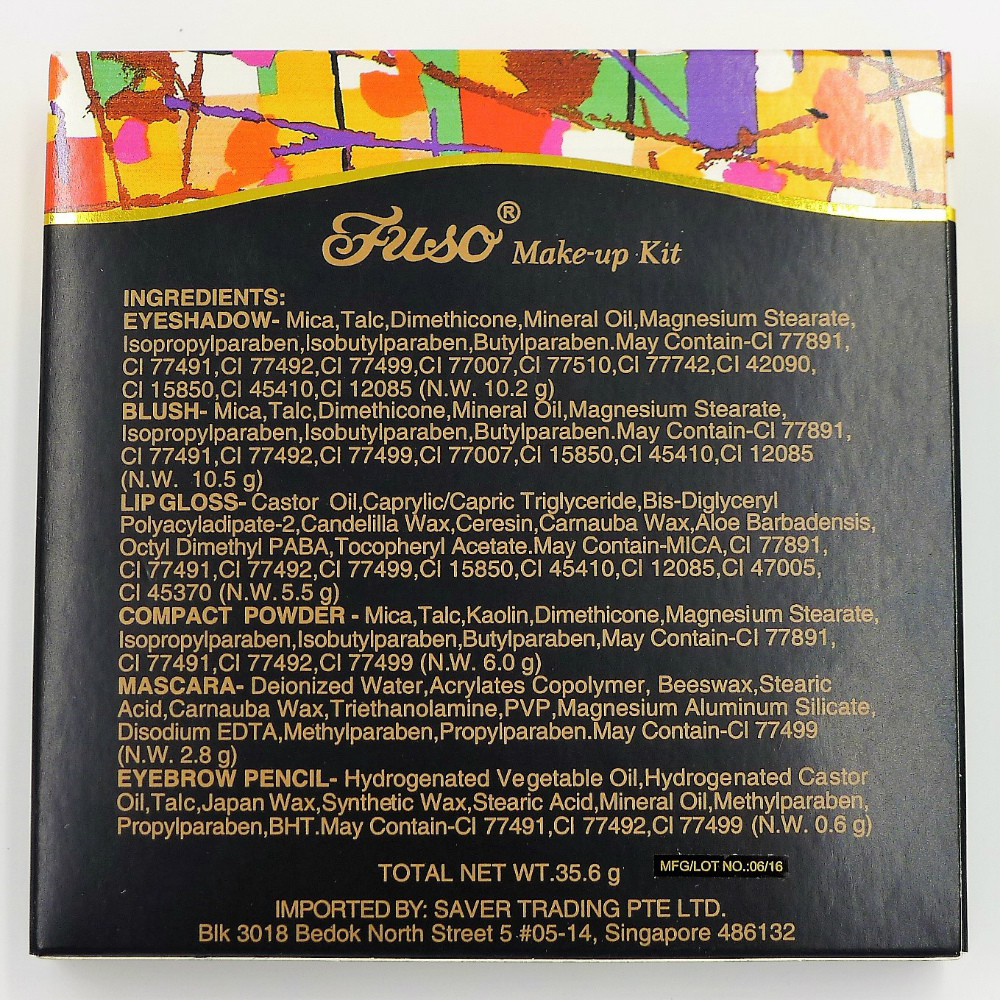 Fuso® Make-up Kit
INGREDIENTS:
EYESHADOW- Mica,Talc,Dimethicone,Mineral Oil,Magnesium Stearate,
Isopropylparaben,Isobutylparaben,Butylparaben.May Contain-CI 77891,
CI 77491,CI 77492,CI 77499,CI 77007,CI 77510,CI 77742,CI 42090,
CI 15850,CI 45410,CI 12085 (N.W. 10.2 g)
BLUSH- Mica,Talc,Dimethicone,Mineral Oil,Magnesium Stearate,
Isopropylparaben,Isobutylparaben,Butylparaben.May Contain-CI 77891,
CI 77491,CI 77492,CI 77499,CI 77007,CI 15850,CI 45410,CI 12085
(N.W. 10.5 g)
LIP GLOSS- Castor Oil,Caprylic/Capric Triglyceride,Bis-Diglyceryl
Polyacyladipate-2,Candelilla Wax,Ceresin,Carnauba Wax,Aloe Barbadensis,
Octyl Dimethyl PABA,Tocopheryl Acetate.May Contain-MICA,CI 77891,
CI 77491,CI 77492,CI 77499,CI 15850,CI 45410,CI 12085,CI 47005,
CI 45370 (N.W. 5.5 g)
COMPACT POWDER - Mica,Talc,Kaolin,Dimethicone,Magnesium Stearate,
Isopropylparaben,Isobutylparaben,Butylparaben,May Contain-CI 77891,
CI 77491,CI 77492,CI 77499 (N.W. 6.0 g)
MASCARA- Deionized Water,Acrylates Copolymer, Beeswax,Stearic
Acid,Carnauba Wax,Triethanolamine,PVP,Magnesium Aluminum Silicate,
Disodium EDTA,Methylparaben,Propylparaben.May Contain-CI 77499
(N.W. 2.8 g)
EYEBROW PENCIL- Hydrogenated Vegetable Oil,Hydrogenated Castor
Oil,Talc,Japan Wax,Synthetic Wax,Stearic Acid,Mineral Oil,Methylparaben,
Propylparaben,BHT.May Contain-CI 77491,CI 77492,CI 77499 (N.W. 0.6 g)
TOTAL NET WT.35.6 g MFG/LOT NO.:06/16
IMPORTED BY: SAVER TRADING PTE LTD.
Blk 3018 Bedok North Street 5 #05-14, Singapore 486132